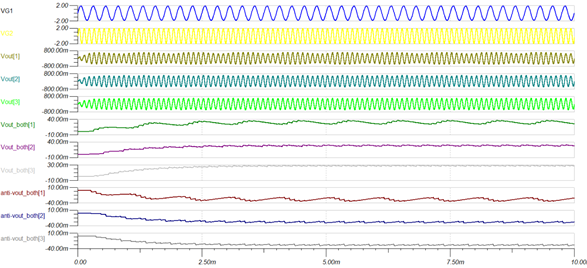 VG1
2.00
-2.00
VG2
2.00
-2.00
Vout[1]
800.00m
-800.00m
Vout[2]
800.00m
-800.00m
Vout[3]
800.00m
-800.00m
Vout_both[1]
40.00m
-10.00m
Vout_both[2]
40.00m
-10.00m
Vout_both[3]
30.00m
-10.00m
anti-vout_both[1]
10.00m
-40.00m
anti-vout_both[2]
10.00m
-40.00m
anti-vout_both[3]
10.00m
-40.00m
0.00
2.50m
5.00m
7.50m